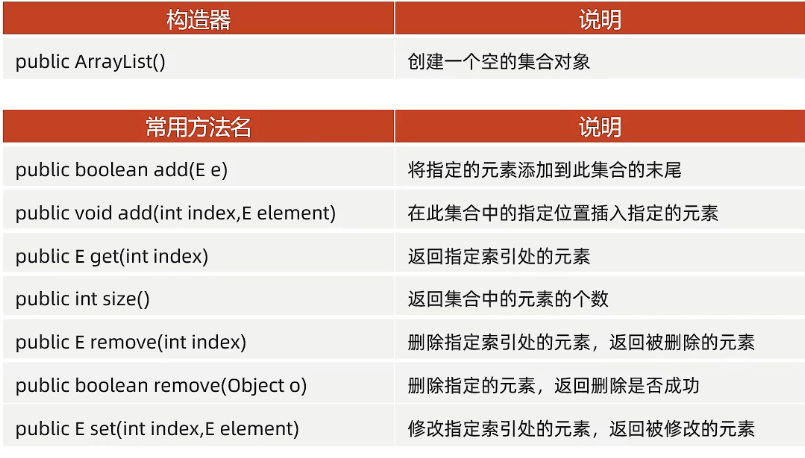 构造器 说明
public ArrayList() 创建一个空的集合对象
常用方法名 说明
public boolean add(E e) 将指定的元素添加到此集合的末尾
public void add(int index,E element) 在此集合中的指定位置插入指定的元素
public E get(int index) 返回指定索引处的元素
public int size() 返回集合中的元素的个数
public E remove(int index) 删除指定索引处的元素，返回被删除的元素
public boolean remove(Object o) 删除指定的元素，返回删除是否成功
public E set(int index,E element) 修改指定索引处的元素，返回被修改的元素